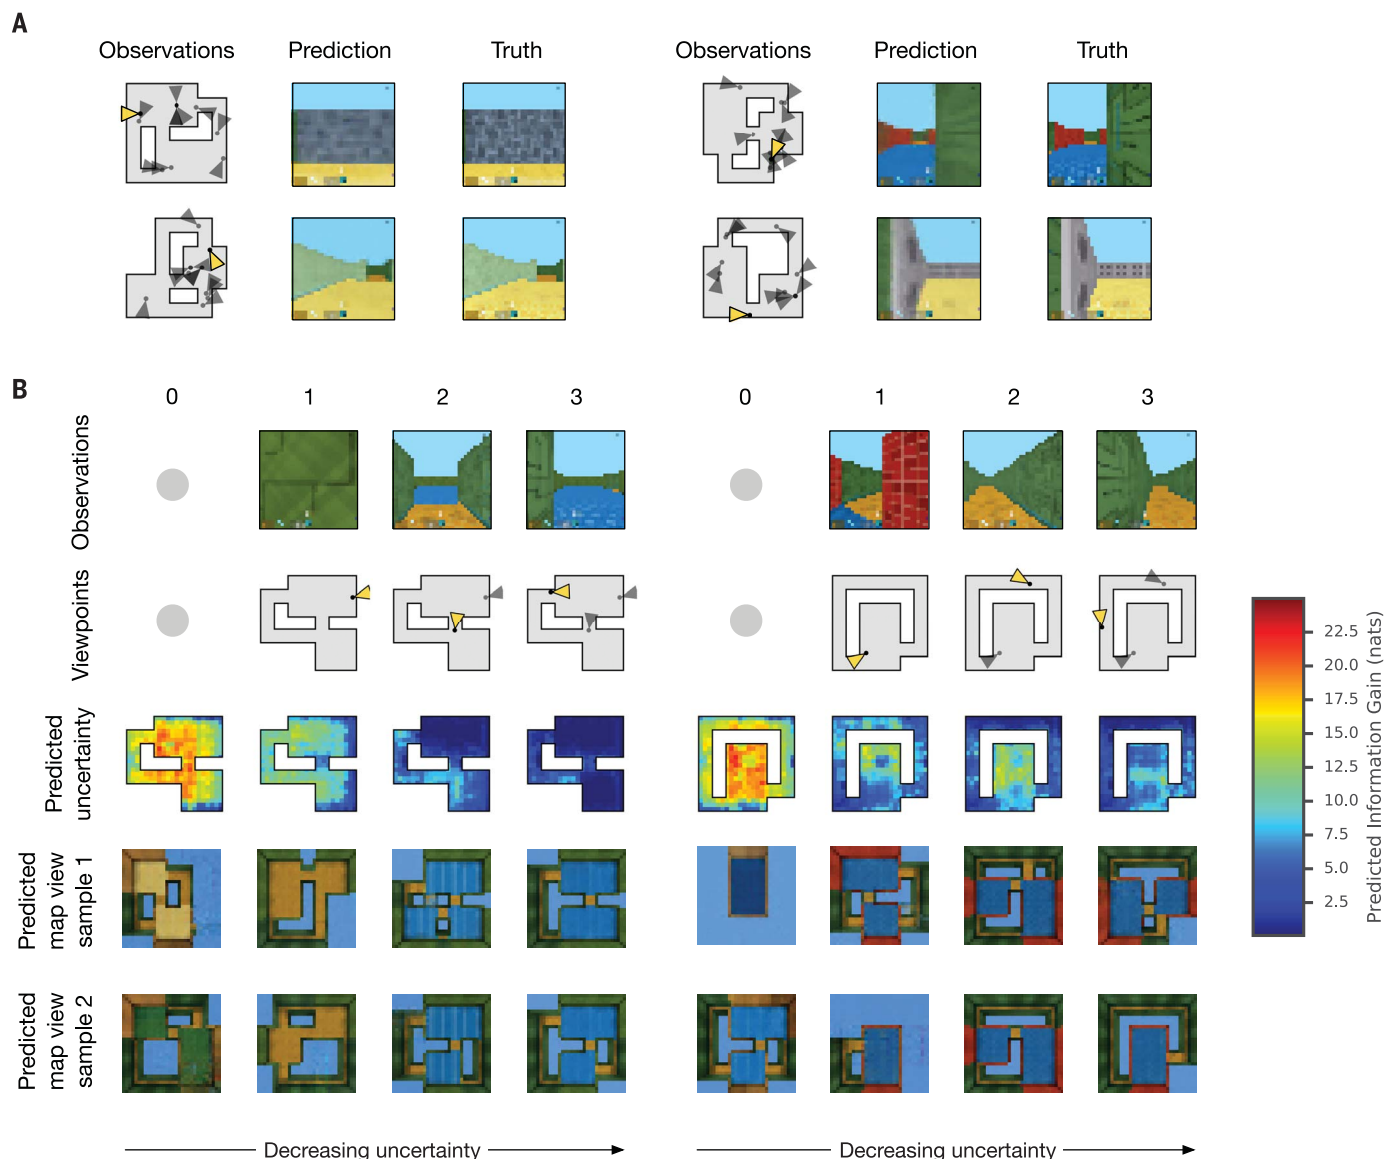 A
Observations Prediction Truth Observations Prediction Truth
B
0 1 2 3 0 1 2 3
Observations
Viewpoints
Predicted
uncertainty
Predicted
map view
sample 1
Predicted
map view
sample 2
22.5
20.0
17.5
15.0
12.5
10.0
7.5
5.0
2.5
Predicted Information Gain (nats)
Decreasing uncertainty Decreasing uncertainty